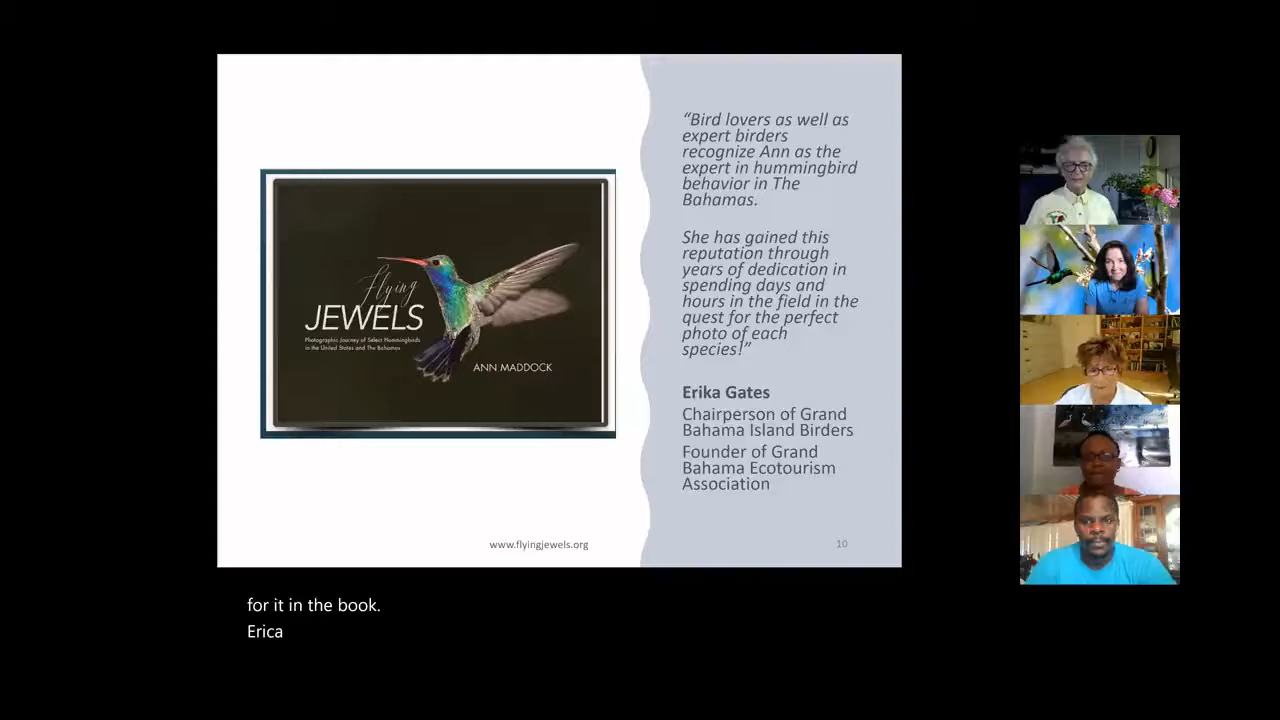 flying
JEWELS
Photographic Journey of Select Hummingbirds
in the United States and The Bahamas
ANN MADDOCK
“Bird lovers as well as
expert birders
recognize Ann as the
expert in hummingbird
behavior in The
Bahamas.
She has gained this
reputation through
years of dedication in
spending days and
hours in the field in the
quest for the perfect
photo of each
species!”
Erika Gates
Chairperson of Grand
Bahama Island Birders
Founder of Grand
Bahama Ecotourism
Association
www.flyingjewels.org
10
for it in the book.
Erica